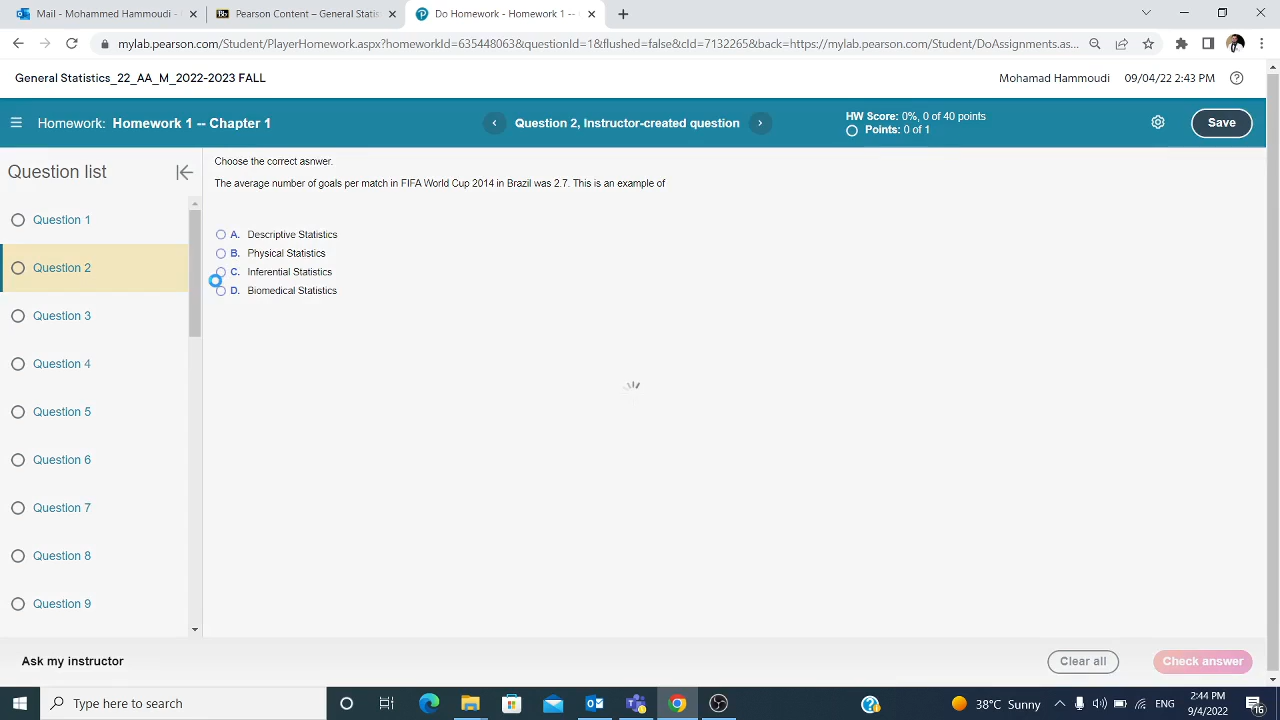 Mail - Mohammed Hammoudi -
Pearson Content – General Statis
Do Homework - Homework 1 --
mylab.pearson.com/Student/PlayerHomework.aspx?homeworkId=635448063&questionId=1&flushed=false&cId=7132265&back=https://mylab.pearson.com/Student/DoAssignments.as...
General Statistics_22_AA_M_2022-2023 FALL
Mohamad Hammoudi 09/04/22 2:43 PM
Homework: Homework 1 -- Chapter 1
Question 2, Instructor-created question
HW Score: 0%, 0 of 40 points
Points: 0 of 1
Save
Question list
Question 1
Question 2
Question 3
Question 4
Question 5
Question 6
Question 7
Question 8
Question 9
Choose the correct asnwer.
The average number of goals per match in FIFA World Cup 2014 in Brazil was 2.7. This is an example of
A. Descriptive Statistics
B. Physical Statistics
C. Inferential Statistics
D. Biomedical Statistics
Ask my instructor
Clear all
Check answer
Type here to search
38°C Sunny
ENG
2:44 PM
9/4/2022
16